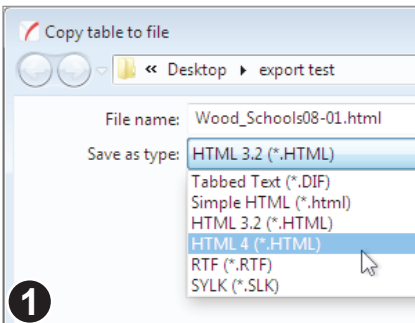 Copy table to file
« Desktop ▸ export test
File name: Wood_Schools08-01.html
Save as type: HTML 3.2 (*.HTML)
Tabbed Text (*.DIF)
Simple HTML (*.html)
HTML 3.2 (*.HTML)
HTML 4 (*.HTML)
RTF (*.RTF)
SYLK (*.SLK)
1